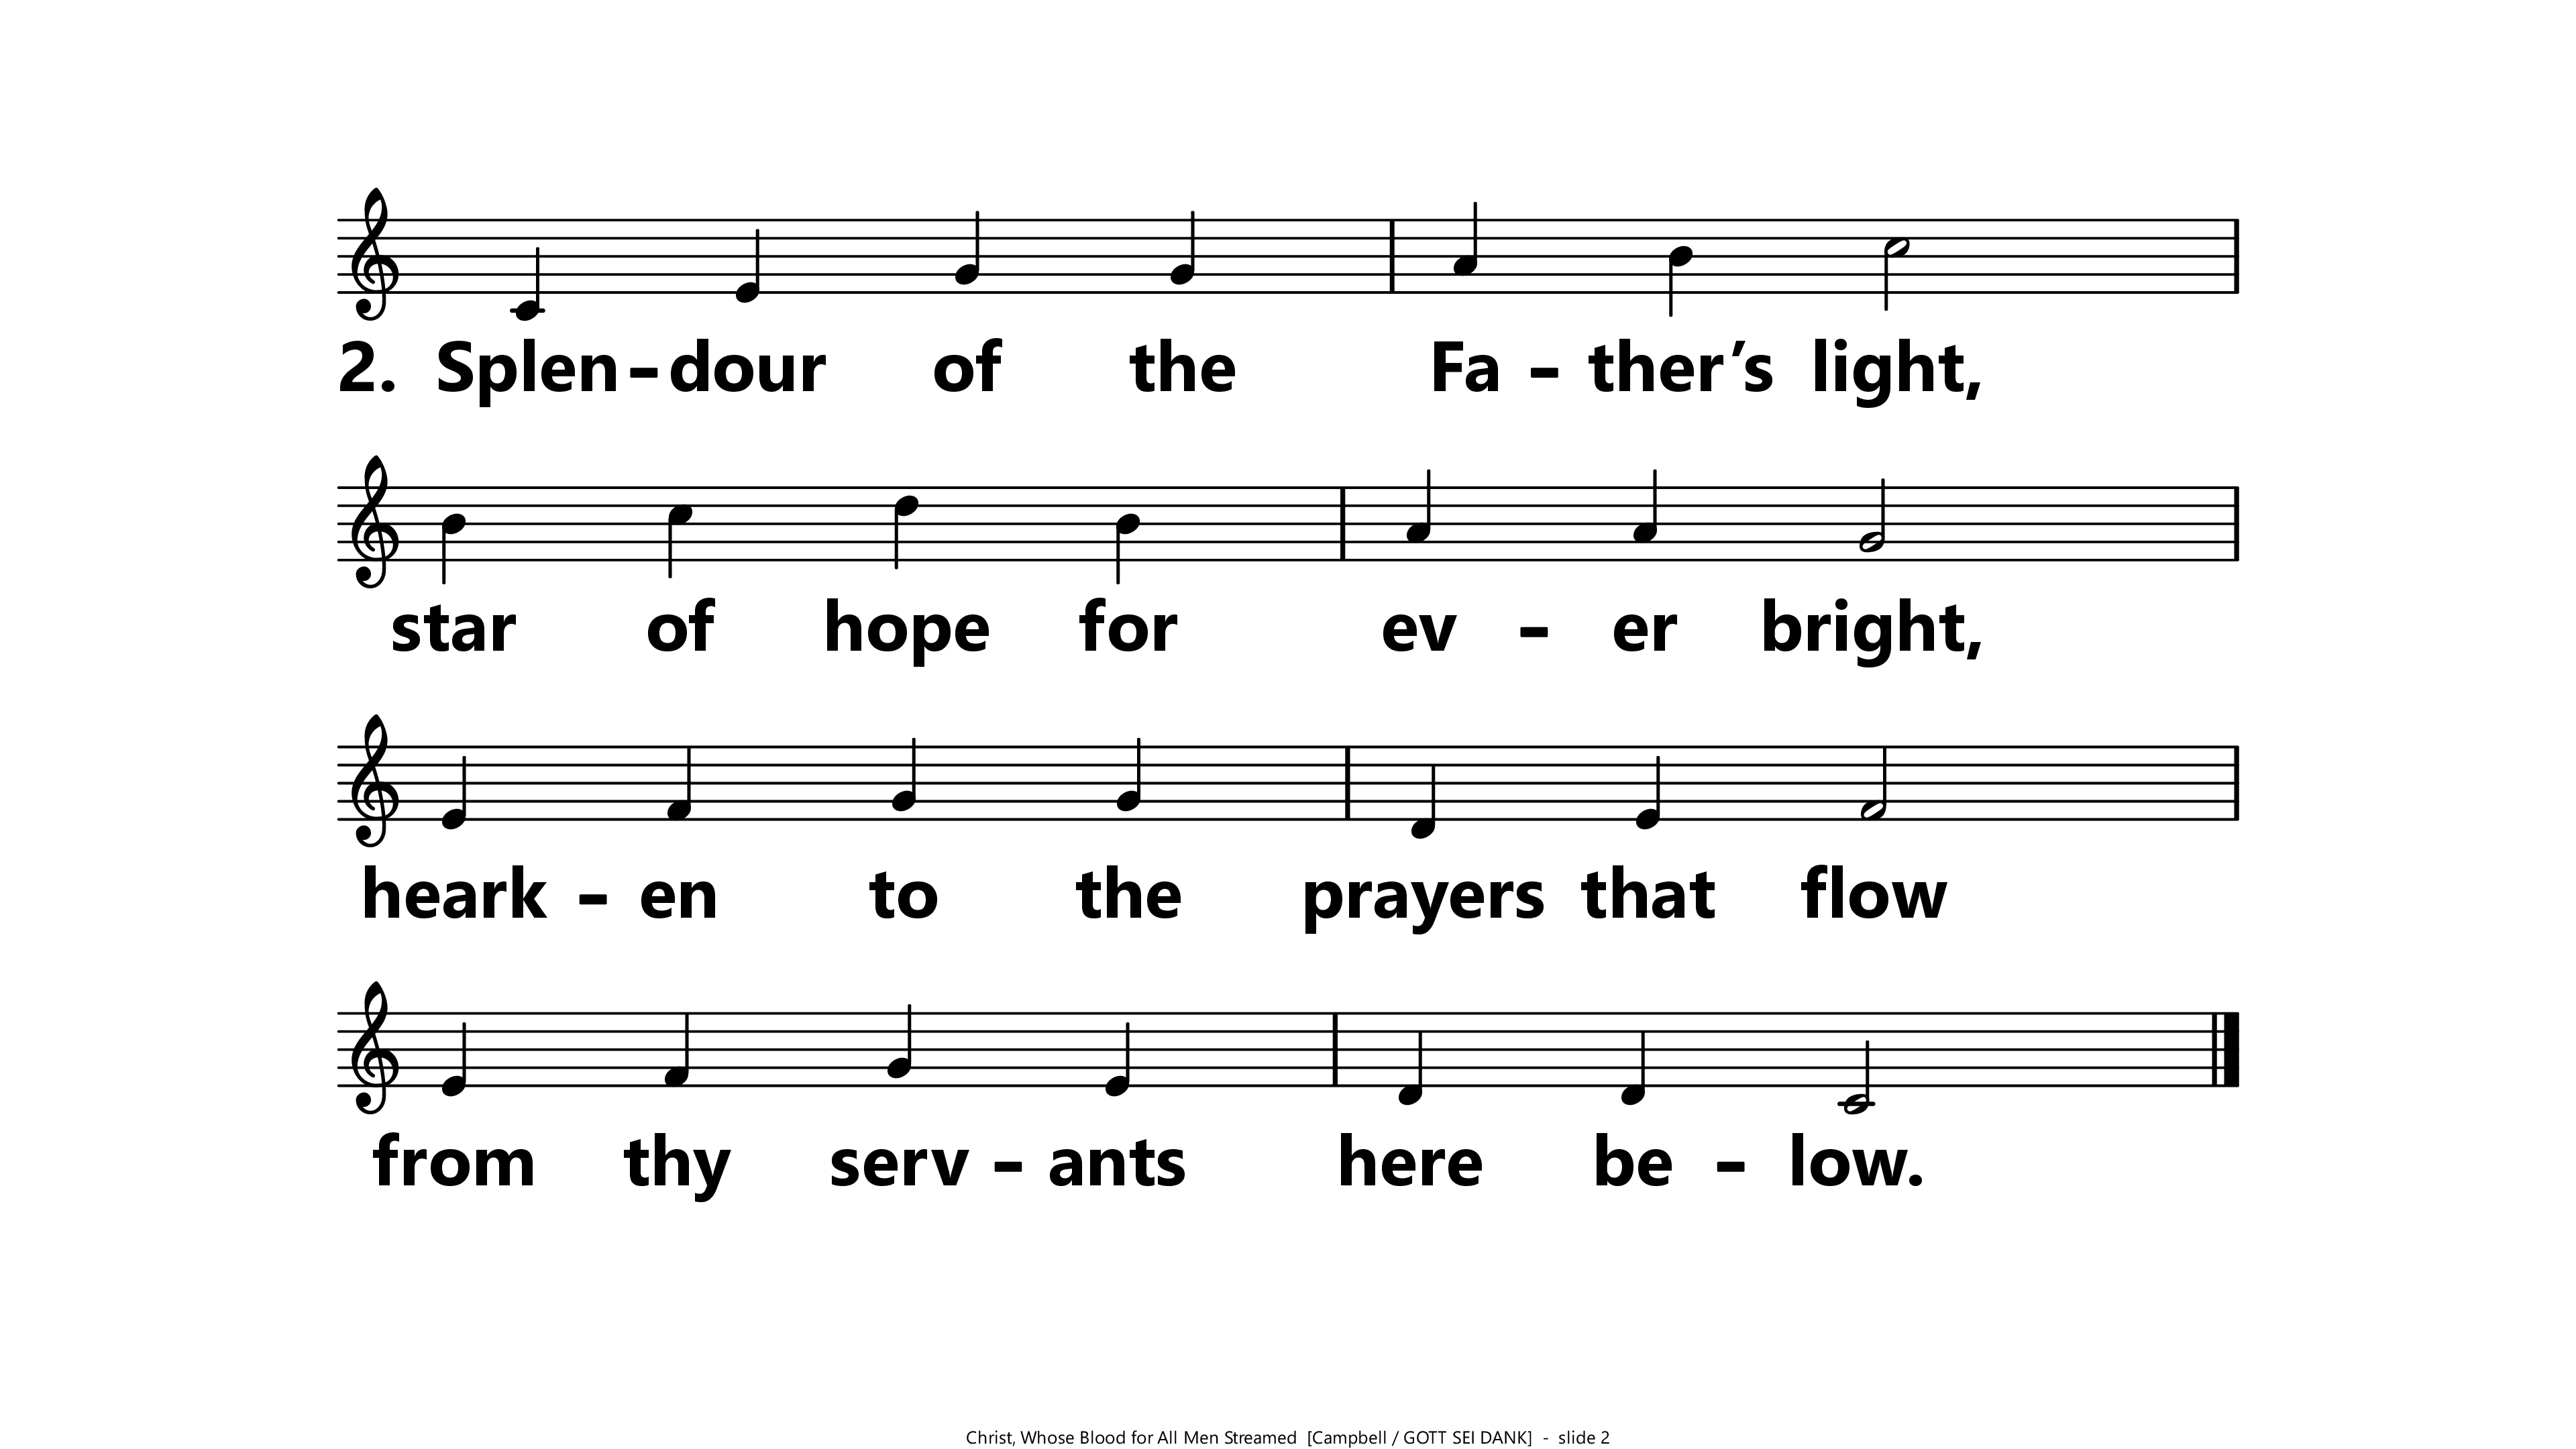 2. Splen-dour of the Fa - ther’s light,
star of hope for ev - er bright,
heark - en to the prayers that flow
from thy serv - ants here be - low.
Christ, Whose Blood for All Men Streamed [Campbell / GOTT SEI DANK] - slide 2